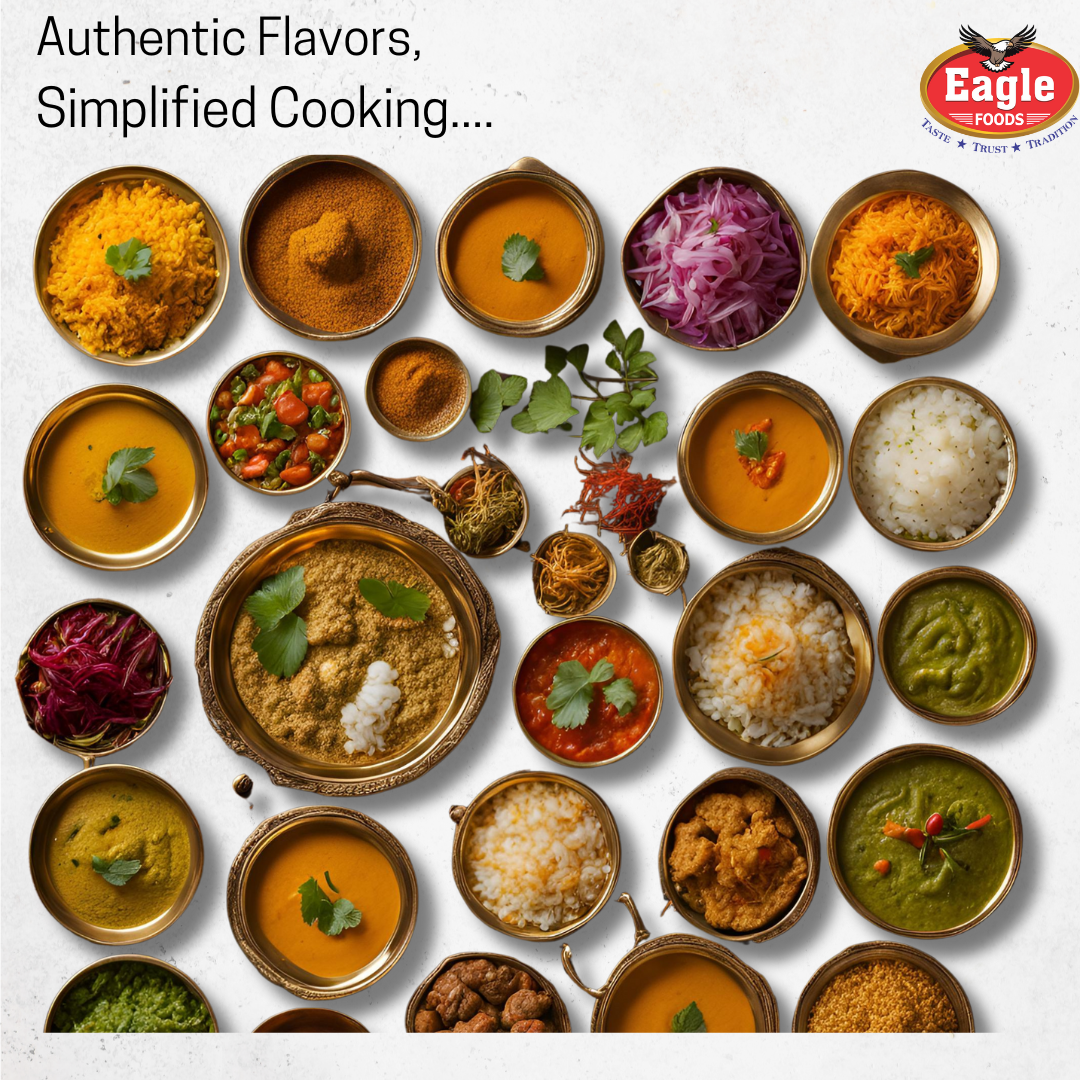 Authentic Flavors,
Simplified Cooking....
Eagle
FOODS
TASTE ★ TRUST ★ TRADITION